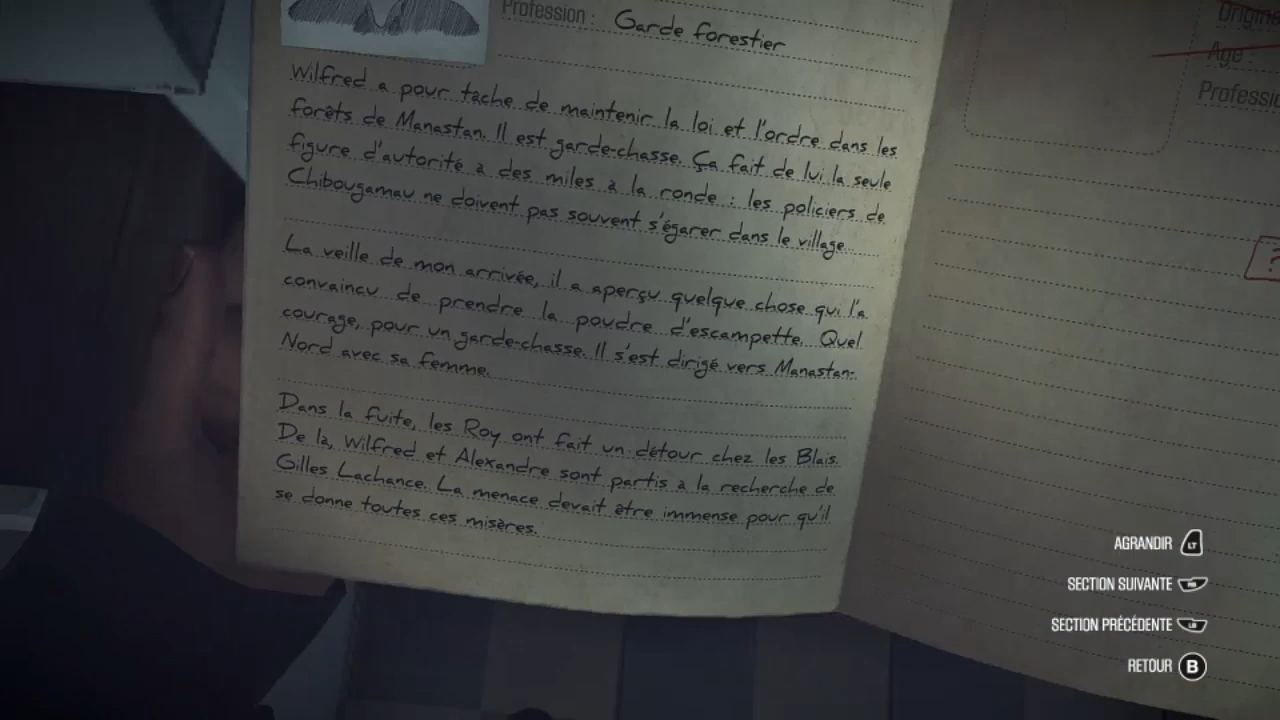 Profession : Garde forestier
Wilfred a pour tache de maintenir la loi et l'ordre dans les
forêts de Manastan. Il est garde-chasse. Ça fait de lui la seule
figure d'autorité a des miles a la ronde : les policiers de
Chibougamau ne doivent pas souvent s'égarer dans le village.
La veille de mon arrivée, il a aperçu quelque chose qui l'a
convaincu de prendre la poudre d'escampette. Quel
courage, pour un garde-chasse. Il s'est dirigé vers Manastan-
Nord avec sa femme.
Dans la fuite, les Roy ont fait un détour chez les Blais.
De la, Wilfred et Alexandre sont partis a la recherche de
Gilles Lachance. La menace devait être immense pour qu'il
se donne toutes ces misères.
Origine
Age :
Profession
?
AGRANDIR LT
SECTION SUIVANTE RB
SECTION PRÉCÉDENTE LB
RETOUR B